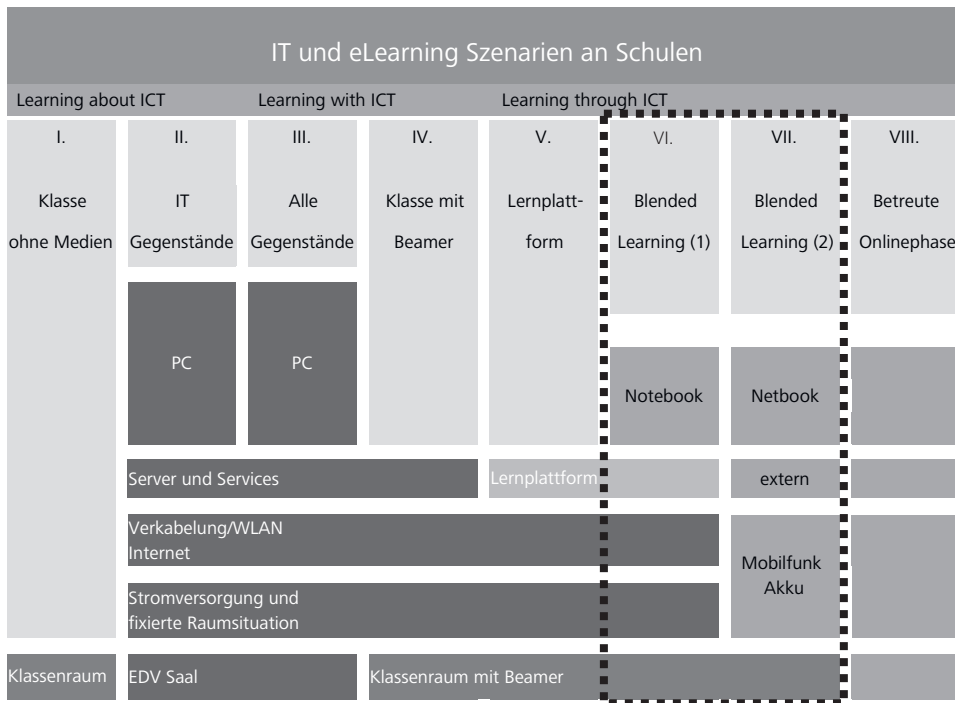 IT und eLearning Szenarien an Schulen
Learning about ICT
Learning with ICT
Learning through ICT
I.
II.
III.
IV.
V.
VI.
VII.
VIII.
Klasse
ohne Medien
IT
Gegenstände
Alle
Gegenstände
Klasse mit
Beamer
Lernplatt-
form
Blended
Learning (1)
Blended
Learning (2)
Betreute
Onlinephase
PC
PC
Notebook
Netbook
Server und Services
Lernplattform
extern
Verkabelung/WLAN
Internet
Mobilfunk
Akku
Stromversorgung und
fixierte Raumsituation
Klassenraum
EDV Saal
Klassenraum mit Beamer